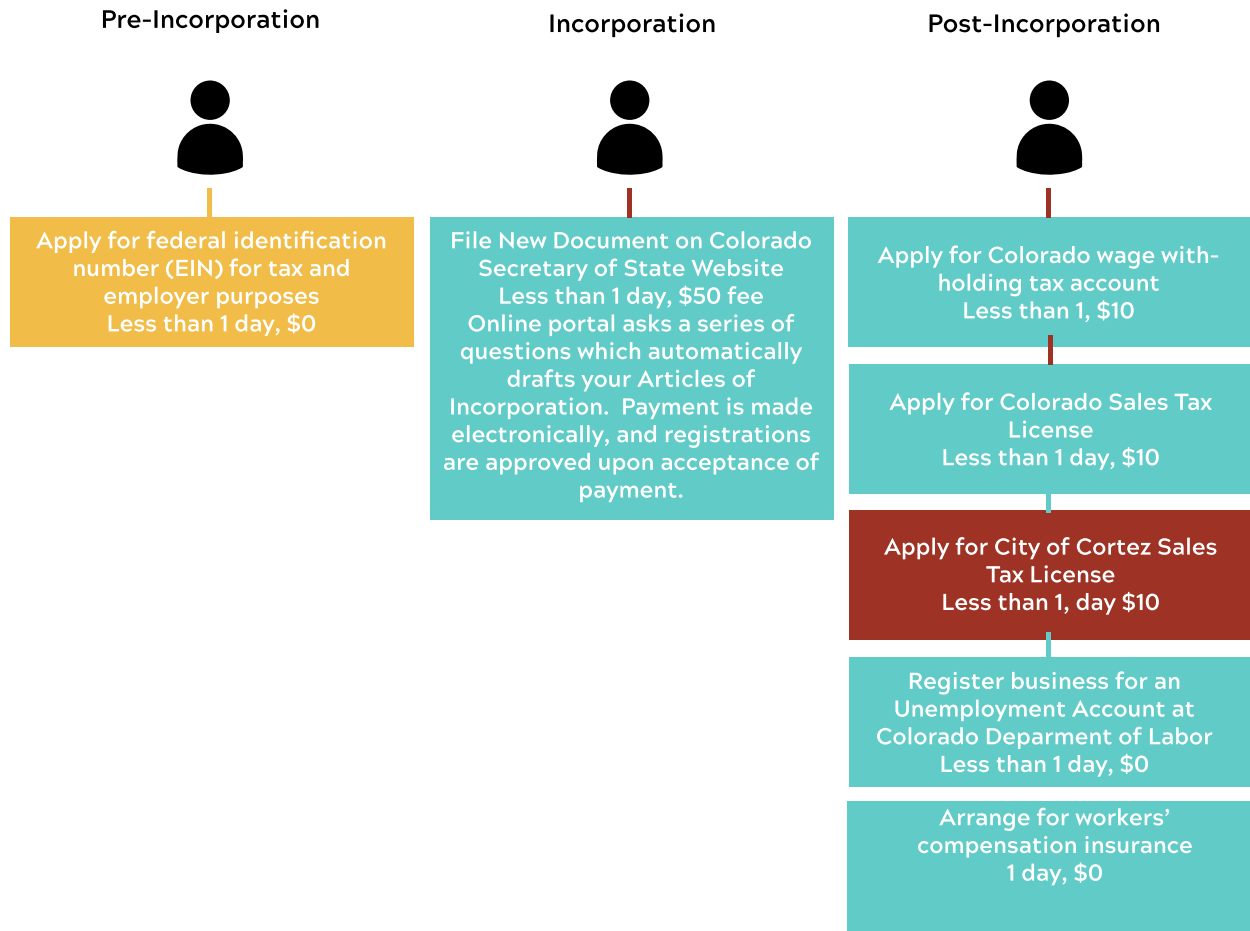 Pre-Incorporation
Apply for federal identification
number (EIN) for tax and
employer purposes
Less than 1 day, $0
Incorporation
File New Document on Colorado
Secretary of State Website
Less than 1 day, $50 fee
Online portal asks a series of
questions which automatically
drafts your Articles of
Incorporation.  Payment is made
electronically, and registrations
are approved upon acceptance of
payment.
Post-Incorporation
Apply for Colorado wage with-
holding tax account
Less than 1, $10
Apply for Colorado Sales Tax
License
Less than 1 day, $10
Apply for City of Cortez Sales
Tax License
Less than 1, day $10
Register business for an
Unemployment Account at
Colorado Deparment of Labor
Less than 1 day, $0
Arrange for workers’
compensation insurance
1 day, $0